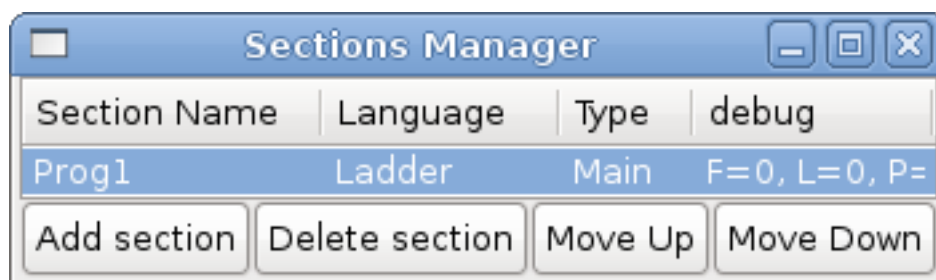 Sections Manager
Section Name Language Type debug
Prog1 Ladder Main F=0, L=0, P=
Add section Delete section Move Up Move Down